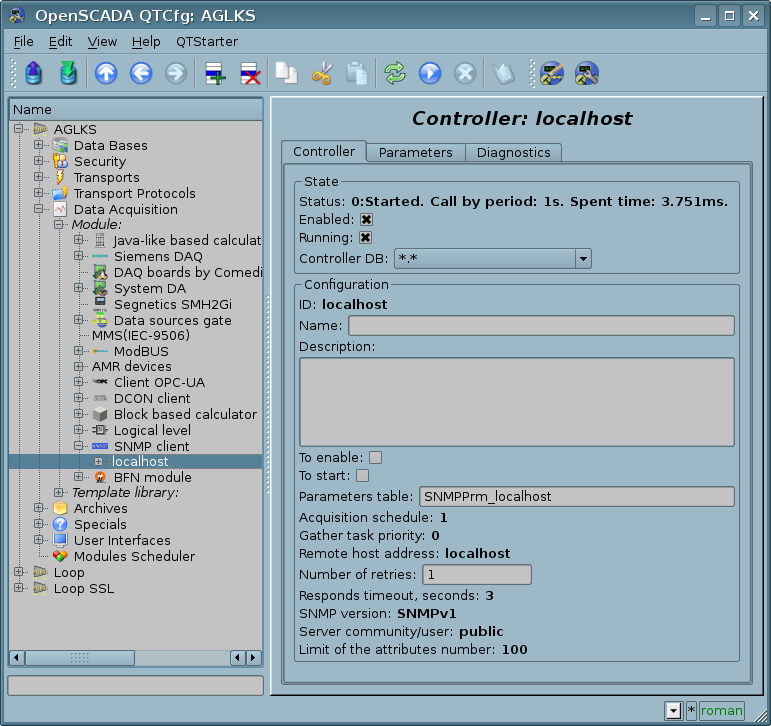 OpenSCADA QTCfg: AGLKS
File Edit View Help QTStarter
Name
AGLKS
Data Bases
Security
Transports
Transport Protocols
Data Acquisition
Module:
Java-like based calculat
Siemens DAQ
DAQ boards by Comedi
System DA
Segnetics SMH2Gi
Data sources gate
MMS(IEC-9506)
ModBUS
AMR devices
Client OPC-UA
DCON client
Block based calculator
Logical level
SNMP client
localhost
BFN module
Template library:
Archives
Specials
User Interfaces
Modules Scheduler
Loop
Loop SSL
Controller: localhost
Controller Parameters Diagnostics
State
Status: 0:Started. Call by period: 1s. Spent time: 3.751ms.
Enabled:
Running:
Controller DB: *.*
Configuration
ID: localhost
Name:
Description:
To enable:
To start:
Parameters table: SNMPPrm_localhost
Acquisition schedule: 1
Gather task priority: 0
Remote host address: localhost
Number of retries: 1
Responds timeout, seconds: 3
SNMP version: SNMPv1
Server community/user: public
Limit of the attributes number: 100
* roman